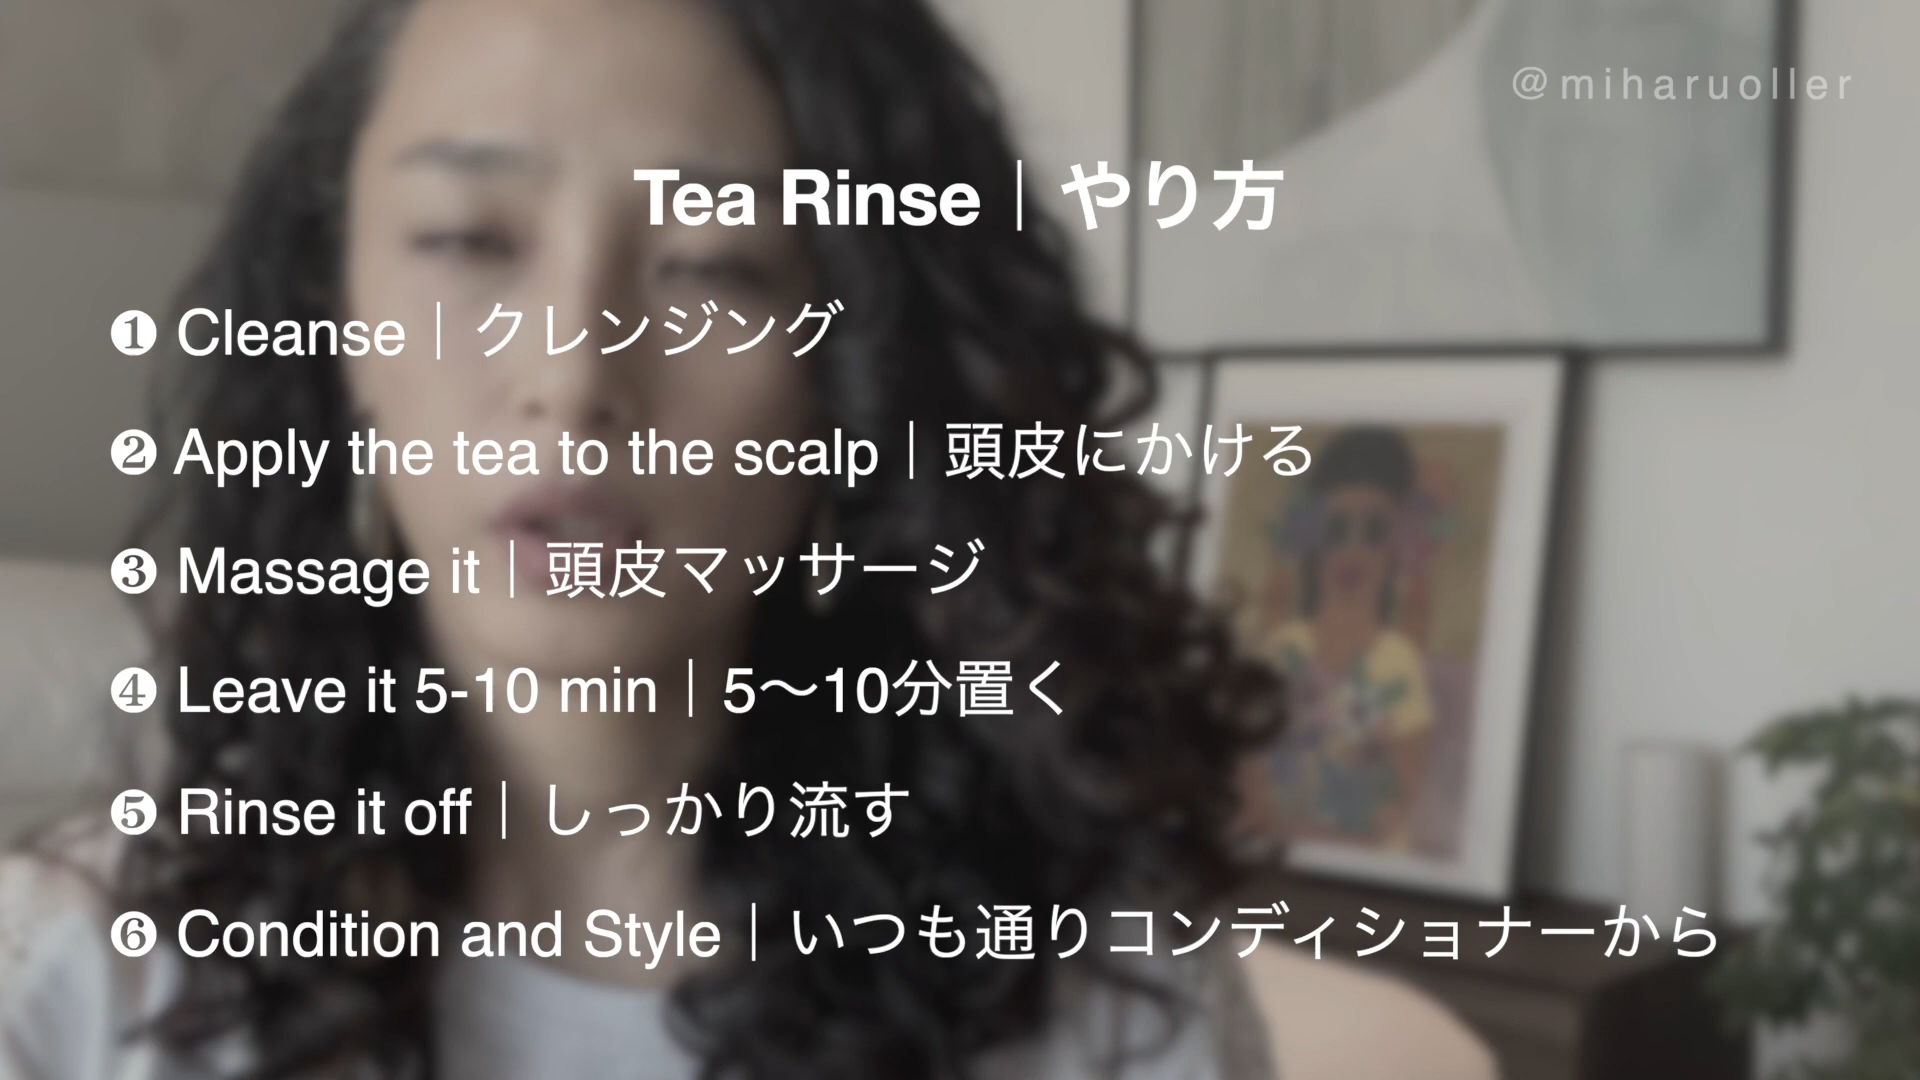 @miharuoller
Tea Rinse｜やり方
❶ Cleanse｜クレンジング
❷ Apply the tea to the scalp｜頭皮にかける
❸ Massage it｜頭皮マッサージ
❹ Leave it 5-10 min｜5〜10分置く
❺ Rinse it off｜しっかり流す
❻ Condition and Style｜いつも通りコンディショナーから